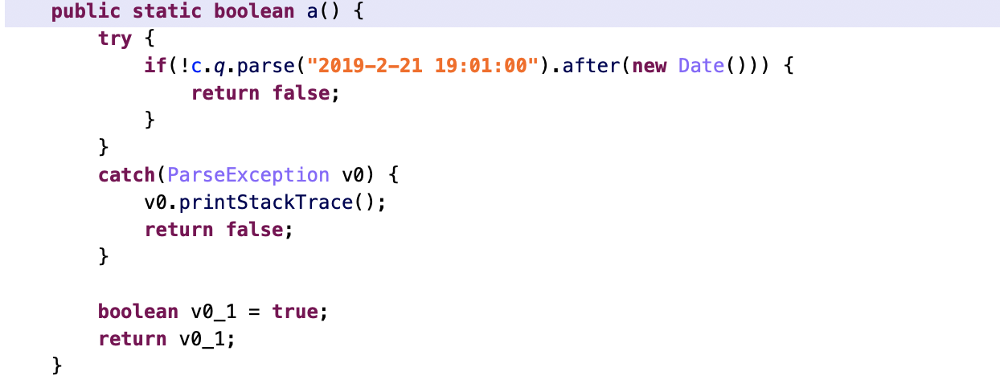 public static boolean a() {
try {
if(!c.q.parse("2019-2-21 19:01:00").after(new Date())) {
return false;
}
}
catch(ParseException v0) {
v0.printStackTrace();
return false;
}
boolean v0_1 = true;
return v0_1;
}